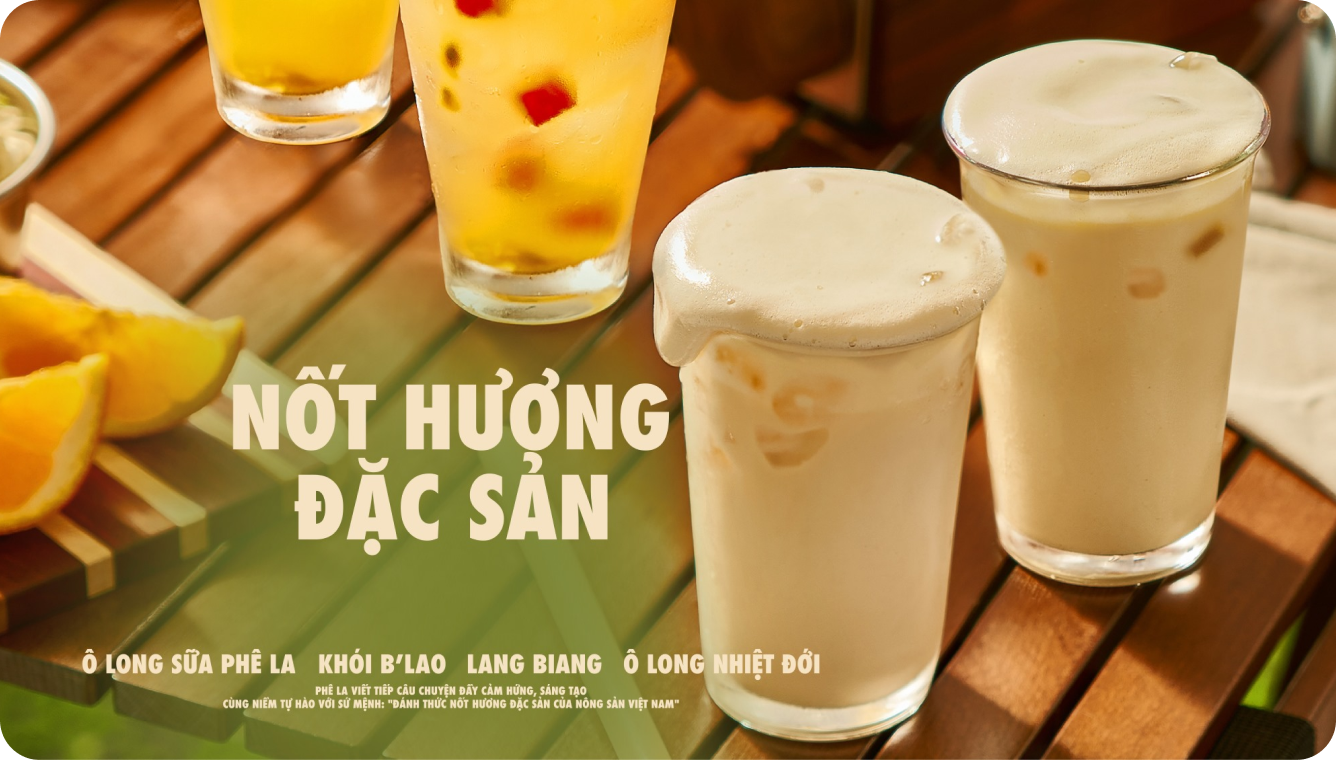 NỐT HƯƠNG
ĐẶC SẢN
Ô LONG SỮA PHÊ LA KHÓI B'LAO LANG BIANG Ô LONG NHIỆT ĐỚI
PHÊ LA VIẾT TIẾP CÂU CHUYỆN ĐẦY CẢM HỨNG, SÁNG TẠO
CÙNG NIỀM TỰ HÀO VỚI SỨ MỆNH: "ĐÁNH THỨC NỐT HƯƠNG ĐẶC SẢN CỦA NÔNG SẢN VIỆT NAM"